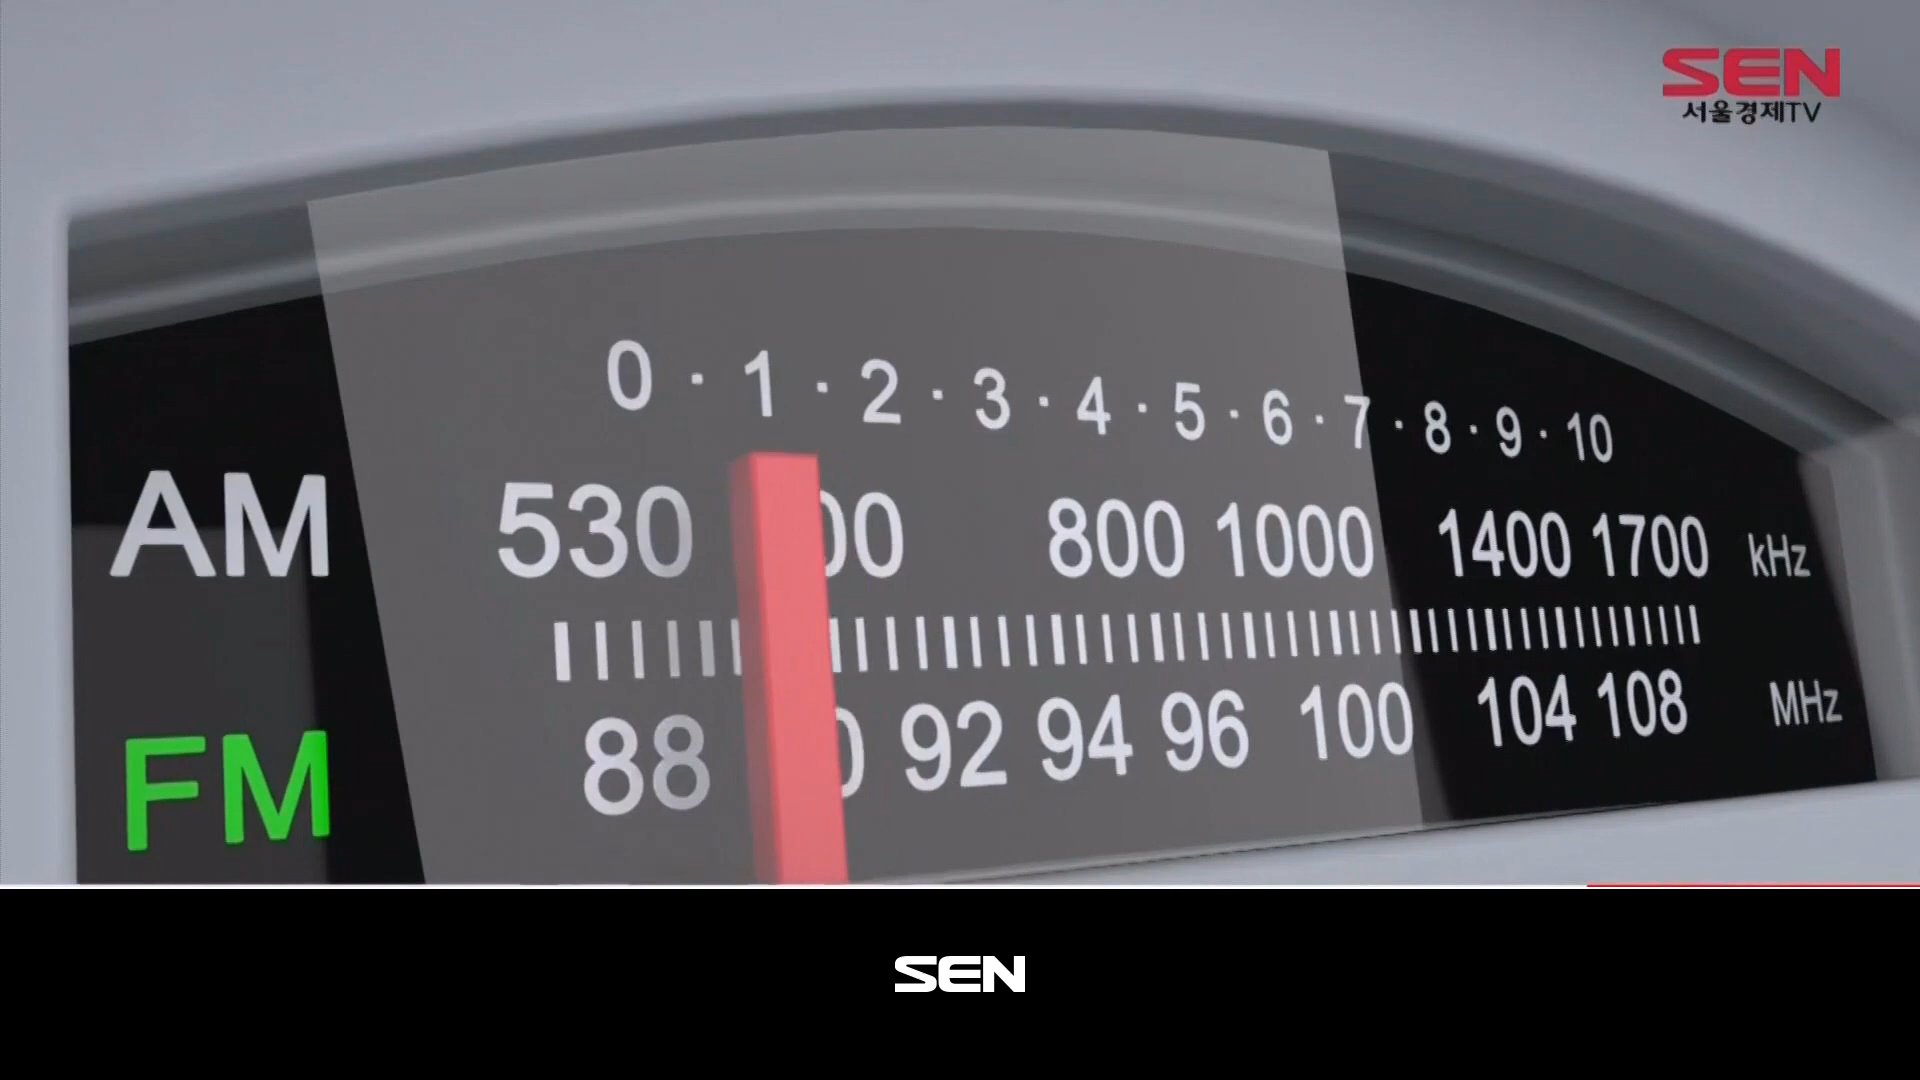 SEN
서울경제TV
0 · 1 · 2 · 3 · 4 · 5 · 6 · 7 · 8 · 9 · 10
AM 530 00 800 1000 1400 1700 kHz
FM 88 0 92 94 96 100 104 108 MHz
SEN